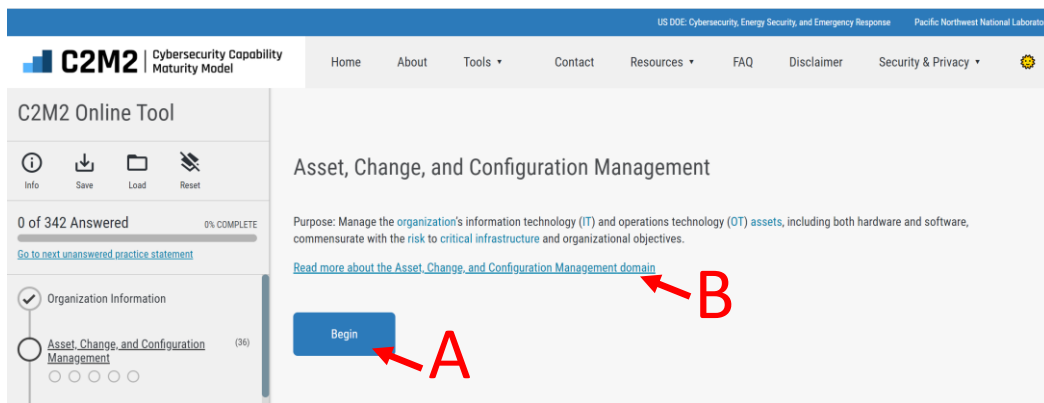 US DOE: Cybersecurity, Energy Security, and Emergency Response Pacific Northwest National
C2M2 | Cybersecurity Capability
Maturity Model
Home About Tools ▾ Contact Resources ▾ FAQ Disclaimer Security & Privacy ▾
C2M2 Online Tool
Info Save Load Reset
0 of 342 Answered 0% COMPLETE
Go to next unanswered practice statement
Organization Information
Asset, Change, and Configuration (36)
Management
Asset, Change, and Configuration Management
Purpose: Manage the organization's information technology (IT) and operations technology (OT) assets, including both hardware and software,
commensurate with the risk to critical infrastructure and organizational objectives.
Read more about the Asset, Change, and Configuration Management domain
B
Begin
A